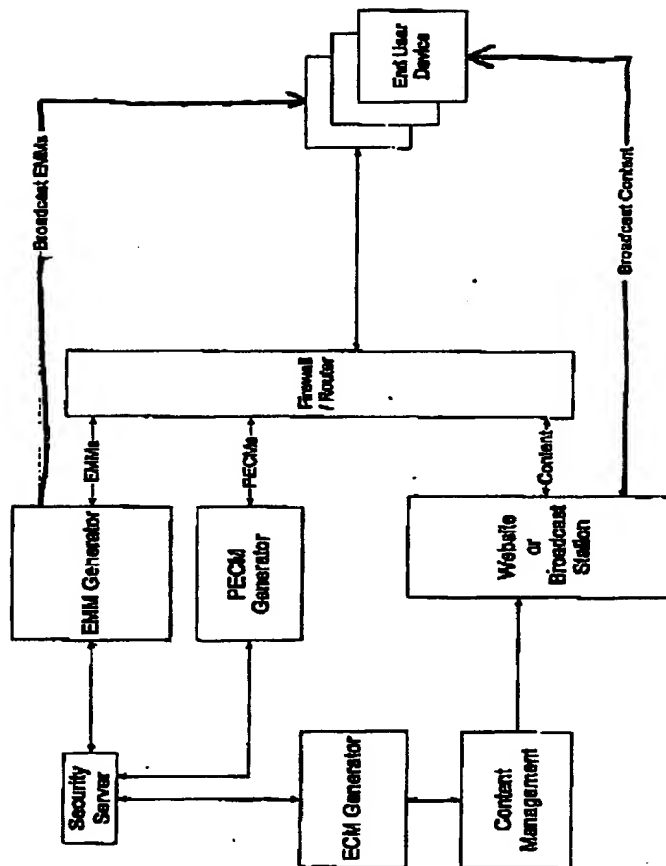 Security
Server
EMM Generator
Broadcast EMMs
EMMs
PECM
Generator
PECMs
ECM Generator
Content
Management
Website
or
Broadcast
Station
Content
Firewall
/ Router
End User
Device
Broadcast Content